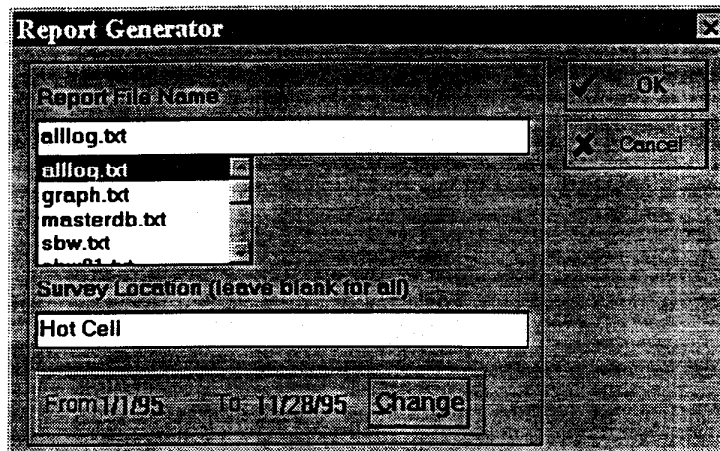 Report Generator
Report File Name
OK
alllog.txt
Cancel
alllog.txt
graph.txt
masterdb.txt
sbw.txt
Survey Location (leave blank for all)
Hot Cell
From 1/1/95 To: 11/28/95 Change